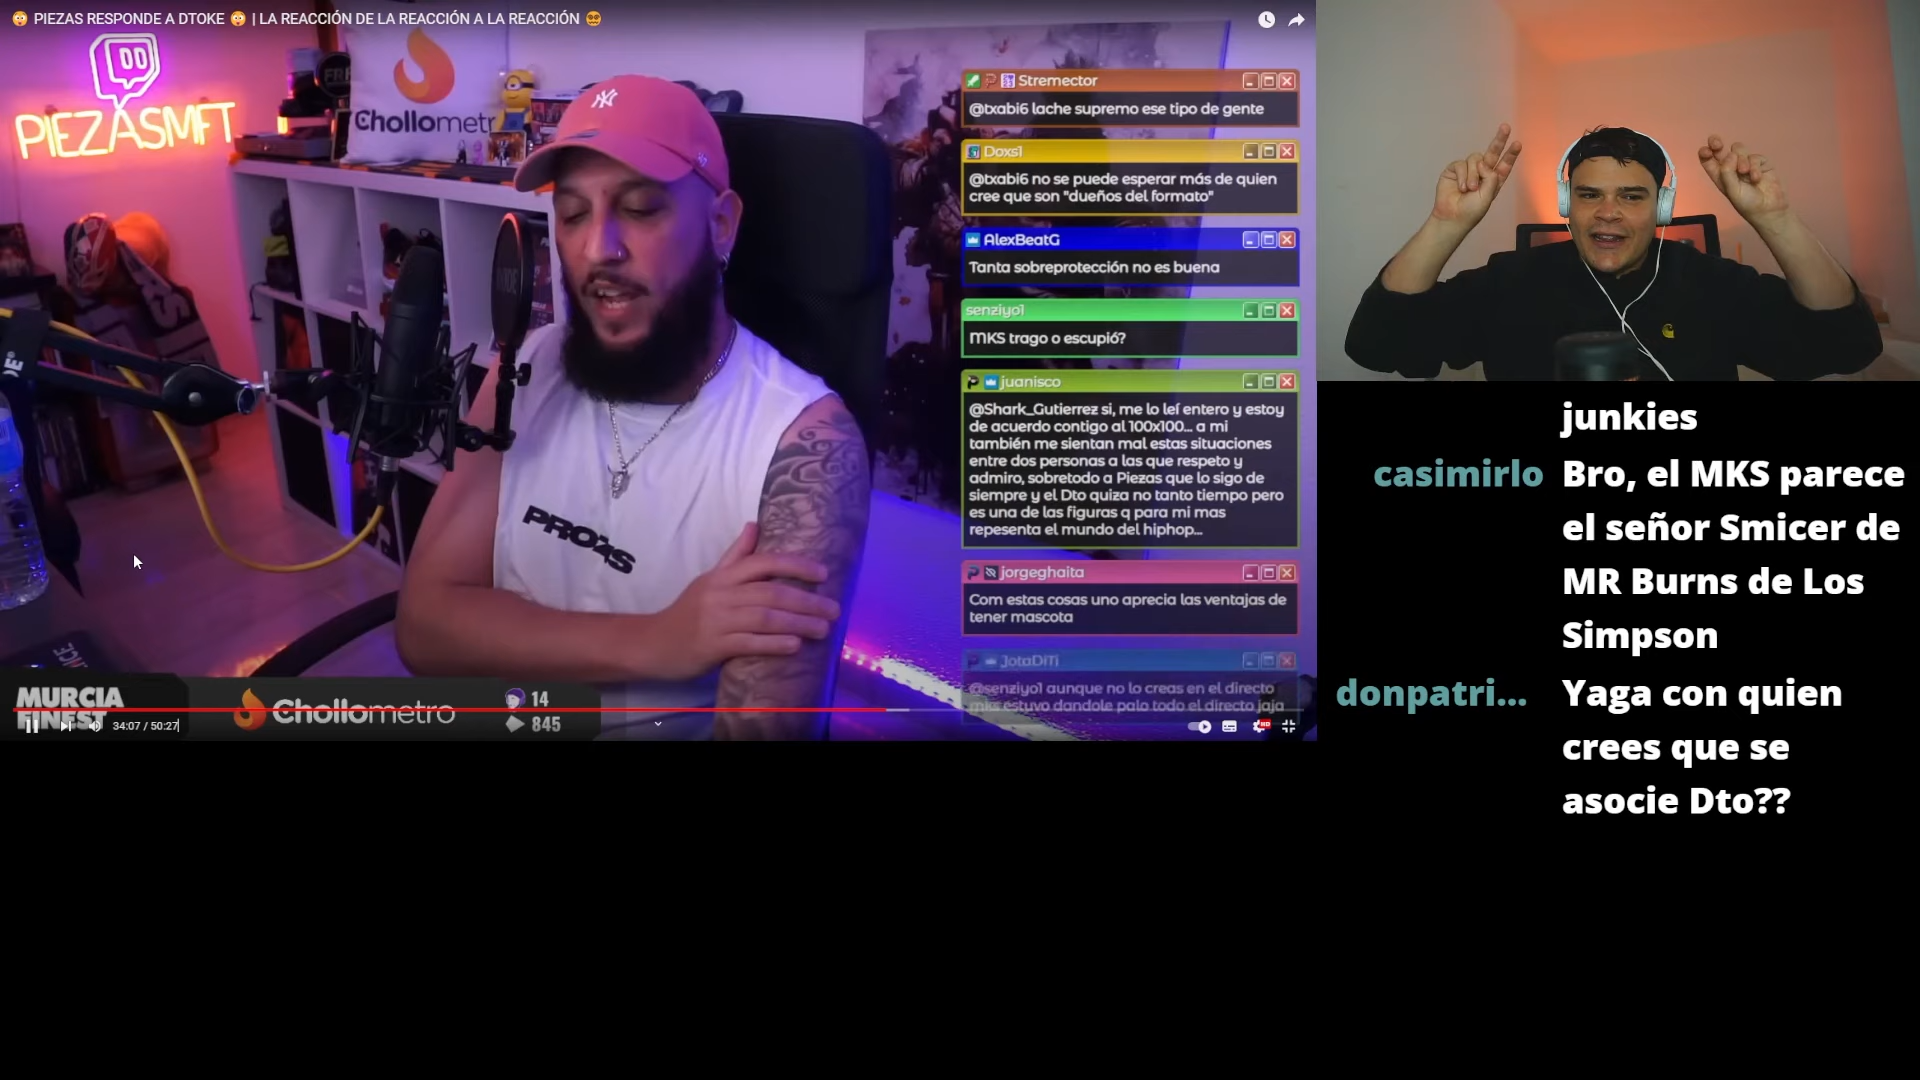 😳 PIEZAS RESPONDE A DTOKE 😳 | LA REACCIÓN DE LA REACCIÓN A LA REACCIÓN 😵‍💫
PIEZASMFT
Chollometr
Stremector
@txabi6 lache supremo ese tipo de gente
Doxs1
@txabi6 no se puede esperar más de quien
cree que son "dueños del formato"
AlexBeatG
Tanta sobreprotección no es buena
senziyo1
MKS trago o escupió?
juanisco
@Shark_Gutierrez si, me lo leí entero y estoy
de acuerdo contigo al 100x100... a mi
también me sientan mal estas situaciones
entre dos personas a las que respeto y
admiro, sobretodo a Piezas que lo sigo de
siempre y el Dto quiza no tanto tiempo pero
es una de las figuras q para mi mas
repesenta el mundo del hiphop...
jorgeghaita
Com estas cosas uno aprecia las ventajas de
tener mascota
JotaDiTi
@senziyo1 aunque no lo creas en el directo
mks estuvo dandole palo todo el directo jaja
PRO4S
MURCIA
FINEST
Chollometro
14
845
34:07 / 50:27
HD
junkies
casimirlo Bro, el MKS parece
el señor Smicer de
MR Burns de Los
Simpson
donpatri... Yaga con quien
crees que se
asocie Dto??